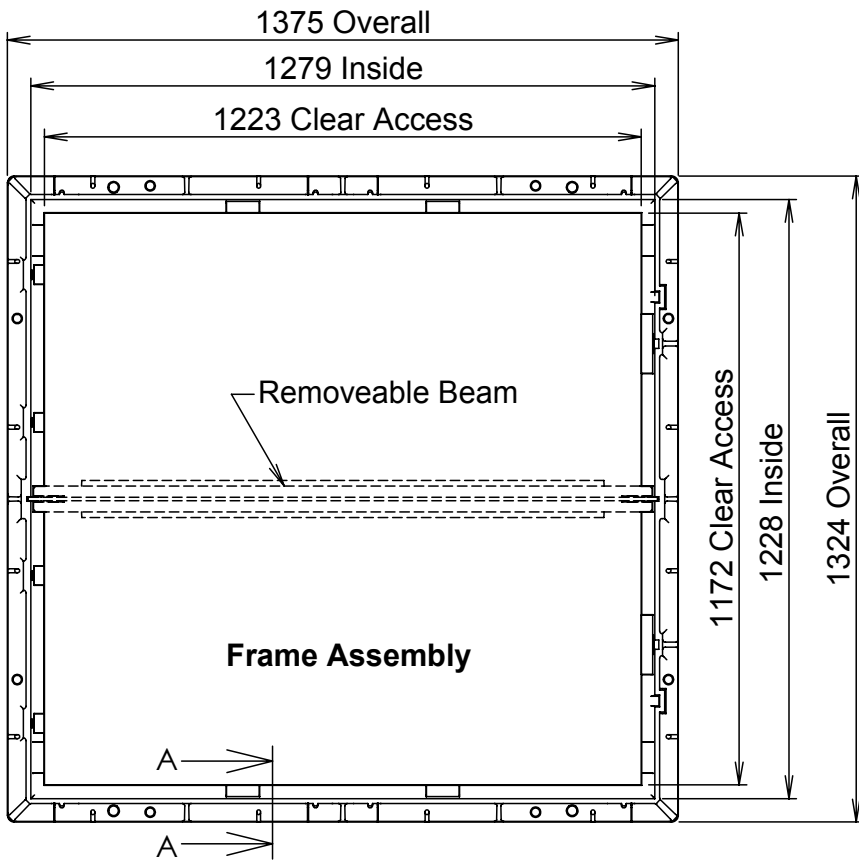 1375 Overall
1279 Inside
1223 Clear Access
Removeable Beam
1172 Clear Access
1228 Inside
1324 Overall
Frame Assembly
A
A